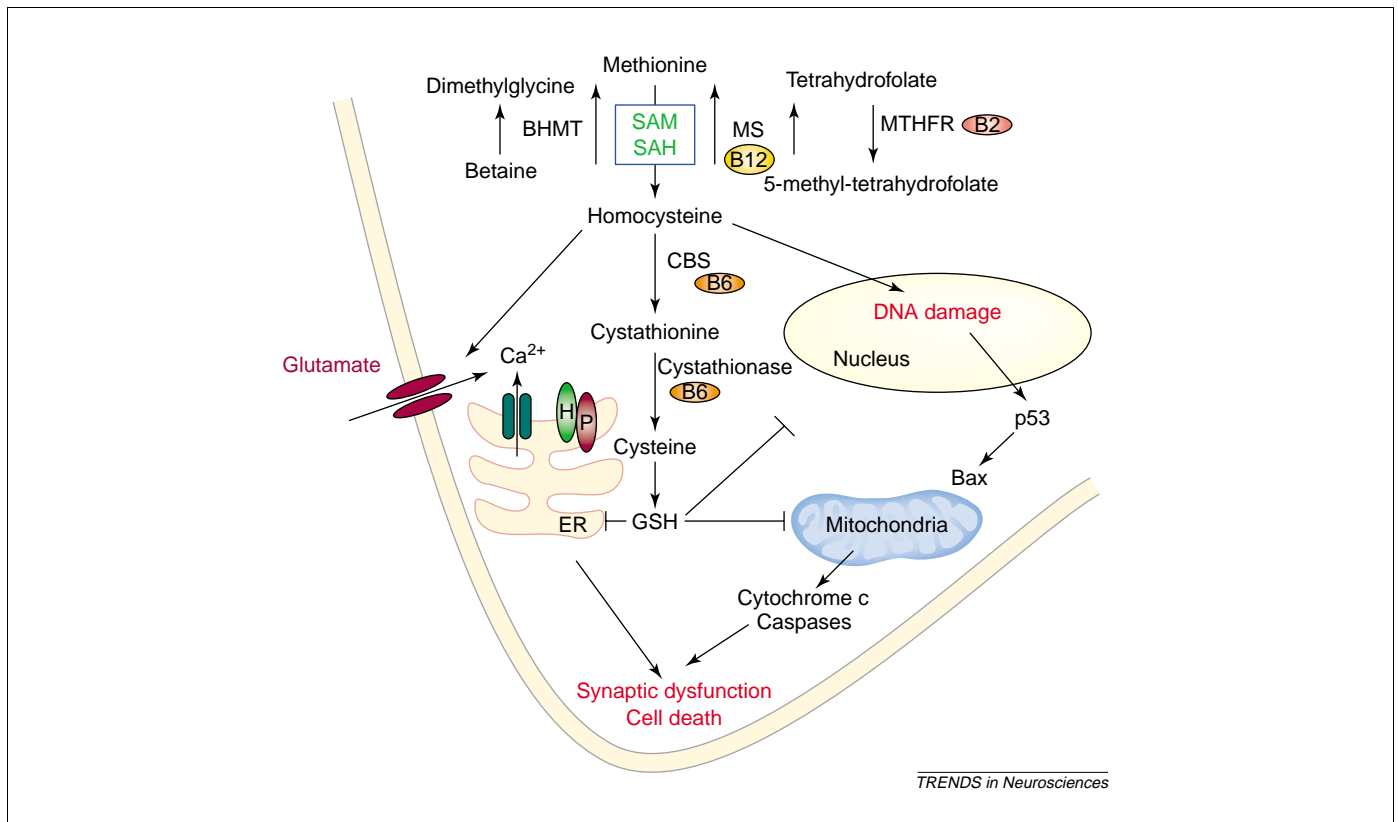 Methionine
Dimethylglycine
Tetrahydrofolate
BHMT
SAM
SAH
MS
B12
MTHFR
B2
Betaine
5-methyl-tetrahydrofolate
Homocysteine
CBS
B6
DNA damage
Nucleus
Cystathionine
Glutamate
Ca2+
Cystathionase
B6
H
P
p53
Cysteine
Bax
ER
GSH
Mitochondria
Cytochrome c
Caspases
Synaptic dysfunction
Cell death
TRENDS in Neurosciences